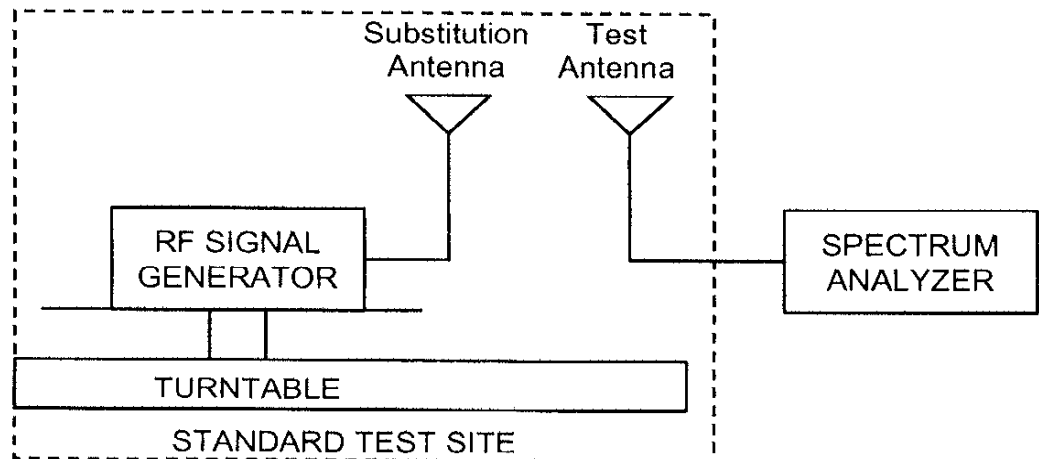 Substitution
Antenna
Test
Antenna
RF SIGNAL
GENERATOR
SPECTRUM
ANALYZER
TURNTABLE
STANDARD TEST SITE